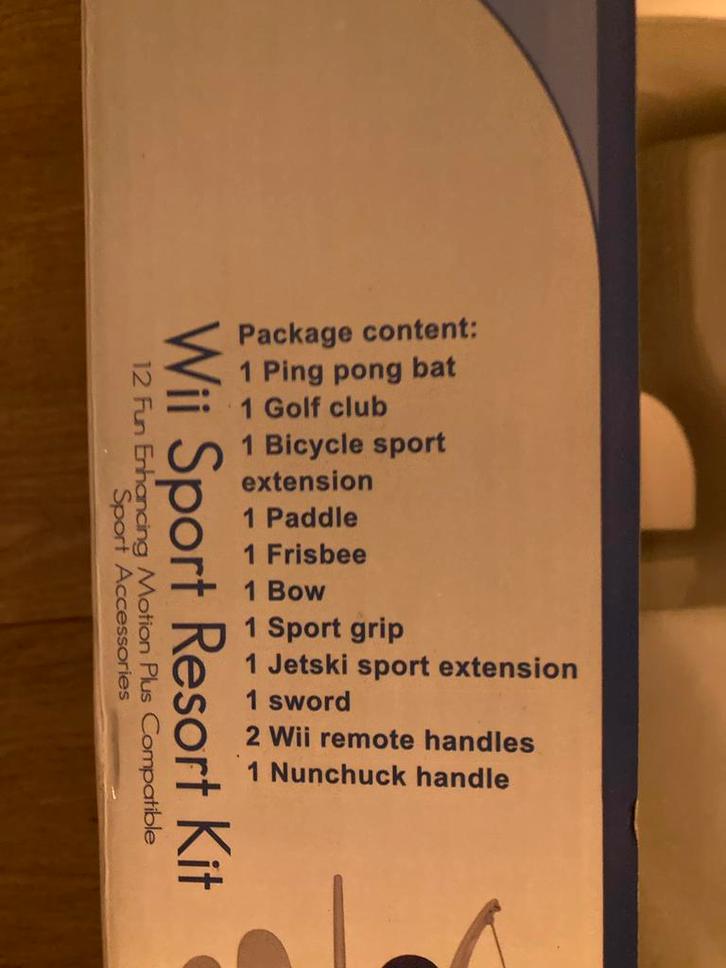 Package content:
1 Ping pong bat
1 Golf club
1 Bicycle sport
extension
1 Paddle
1 Frisbee
1 Bow
1 Sport grip
1 Jetski sport extension
1 sword
2 Wii remote handles
1 Nunchuck handle
Wii Sport Resort Kit
12 Fun Enhancing Motion Plus Compatible
Sport Accessories